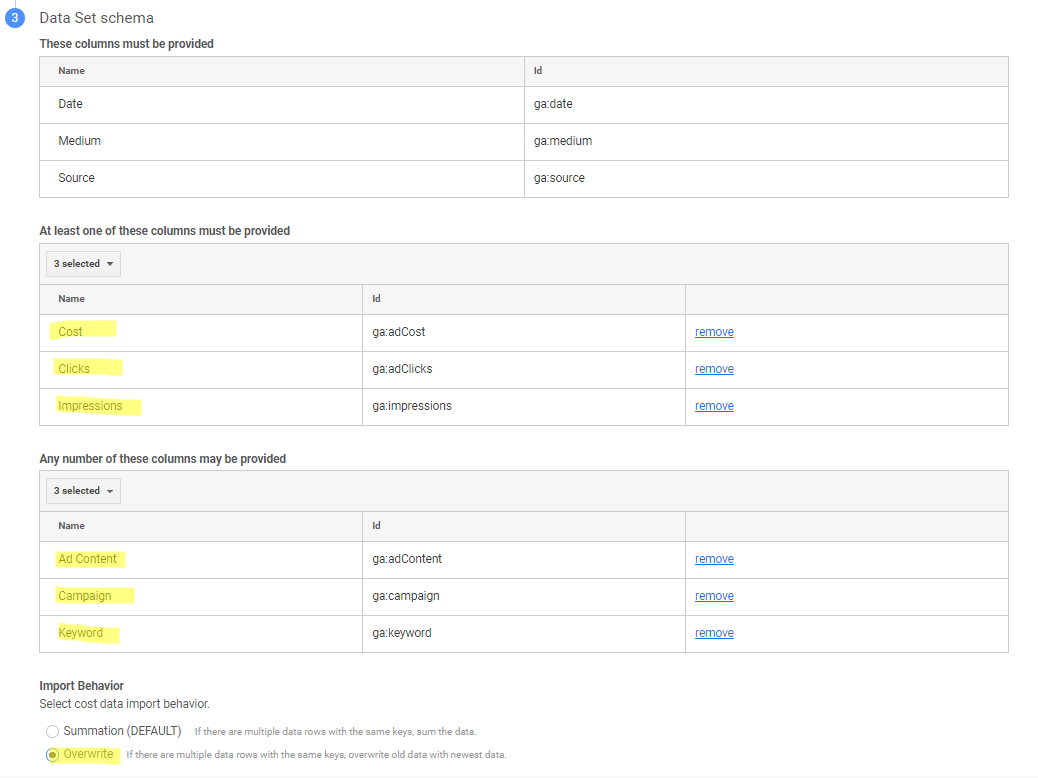 3 Data Set schema
These columns must be provided
Name Id
Date ga:date
Medium ga:medium
Source ga:source
At least one of these columns must be provided
3 selected
Name Id
Cost ga:adCost remove
Clicks ga:adClicks remove
Impressions ga:impressions remove
Any number of these columns may be provided
3 selected
Name Id
Ad Content ga:adContent remove
Campaign ga:campaign remove
Keyword ga:keyword remove
Import Behavior
Select cost data import behavior.
Summation (DEFAULT) If there are multiple data rows with the same keys, sum the data.
Overwrite If there are multiple data rows with the same keys, overwrite old data with newest data.